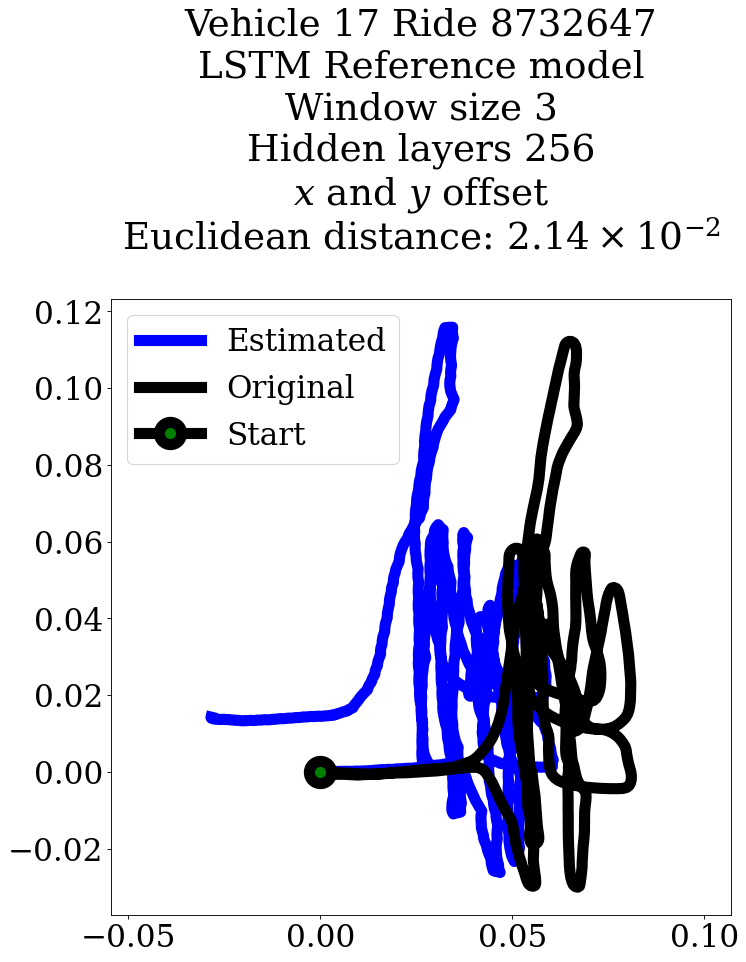 Vehicle 17 Ride 8732647
LSTM Reference model
Window size 3
Hidden layers 256
x and y offset
Euclidean distance: 2.14 × 10⁻²
0.12
0.10
0.08
0.06
0.04
0.02
0.00
−0.02
Estimated
Original
Start
−0.05 0.00 0.05 0.10